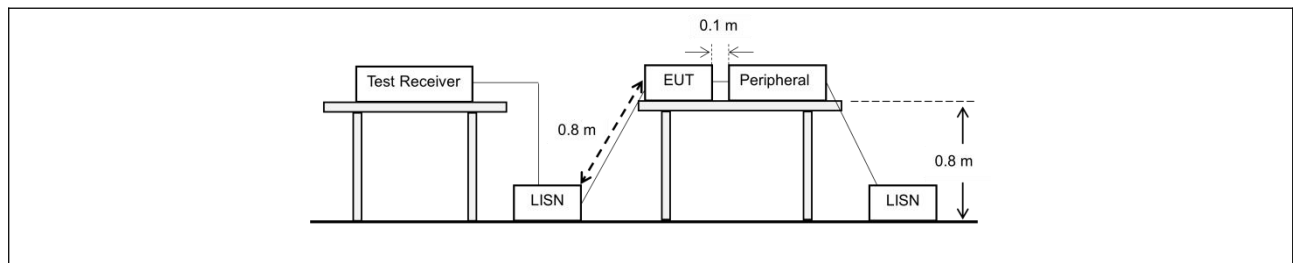 0.1 m
Test Receiver
EUT
Peripheral
0.8 m
0.8 m
LISN
LISN